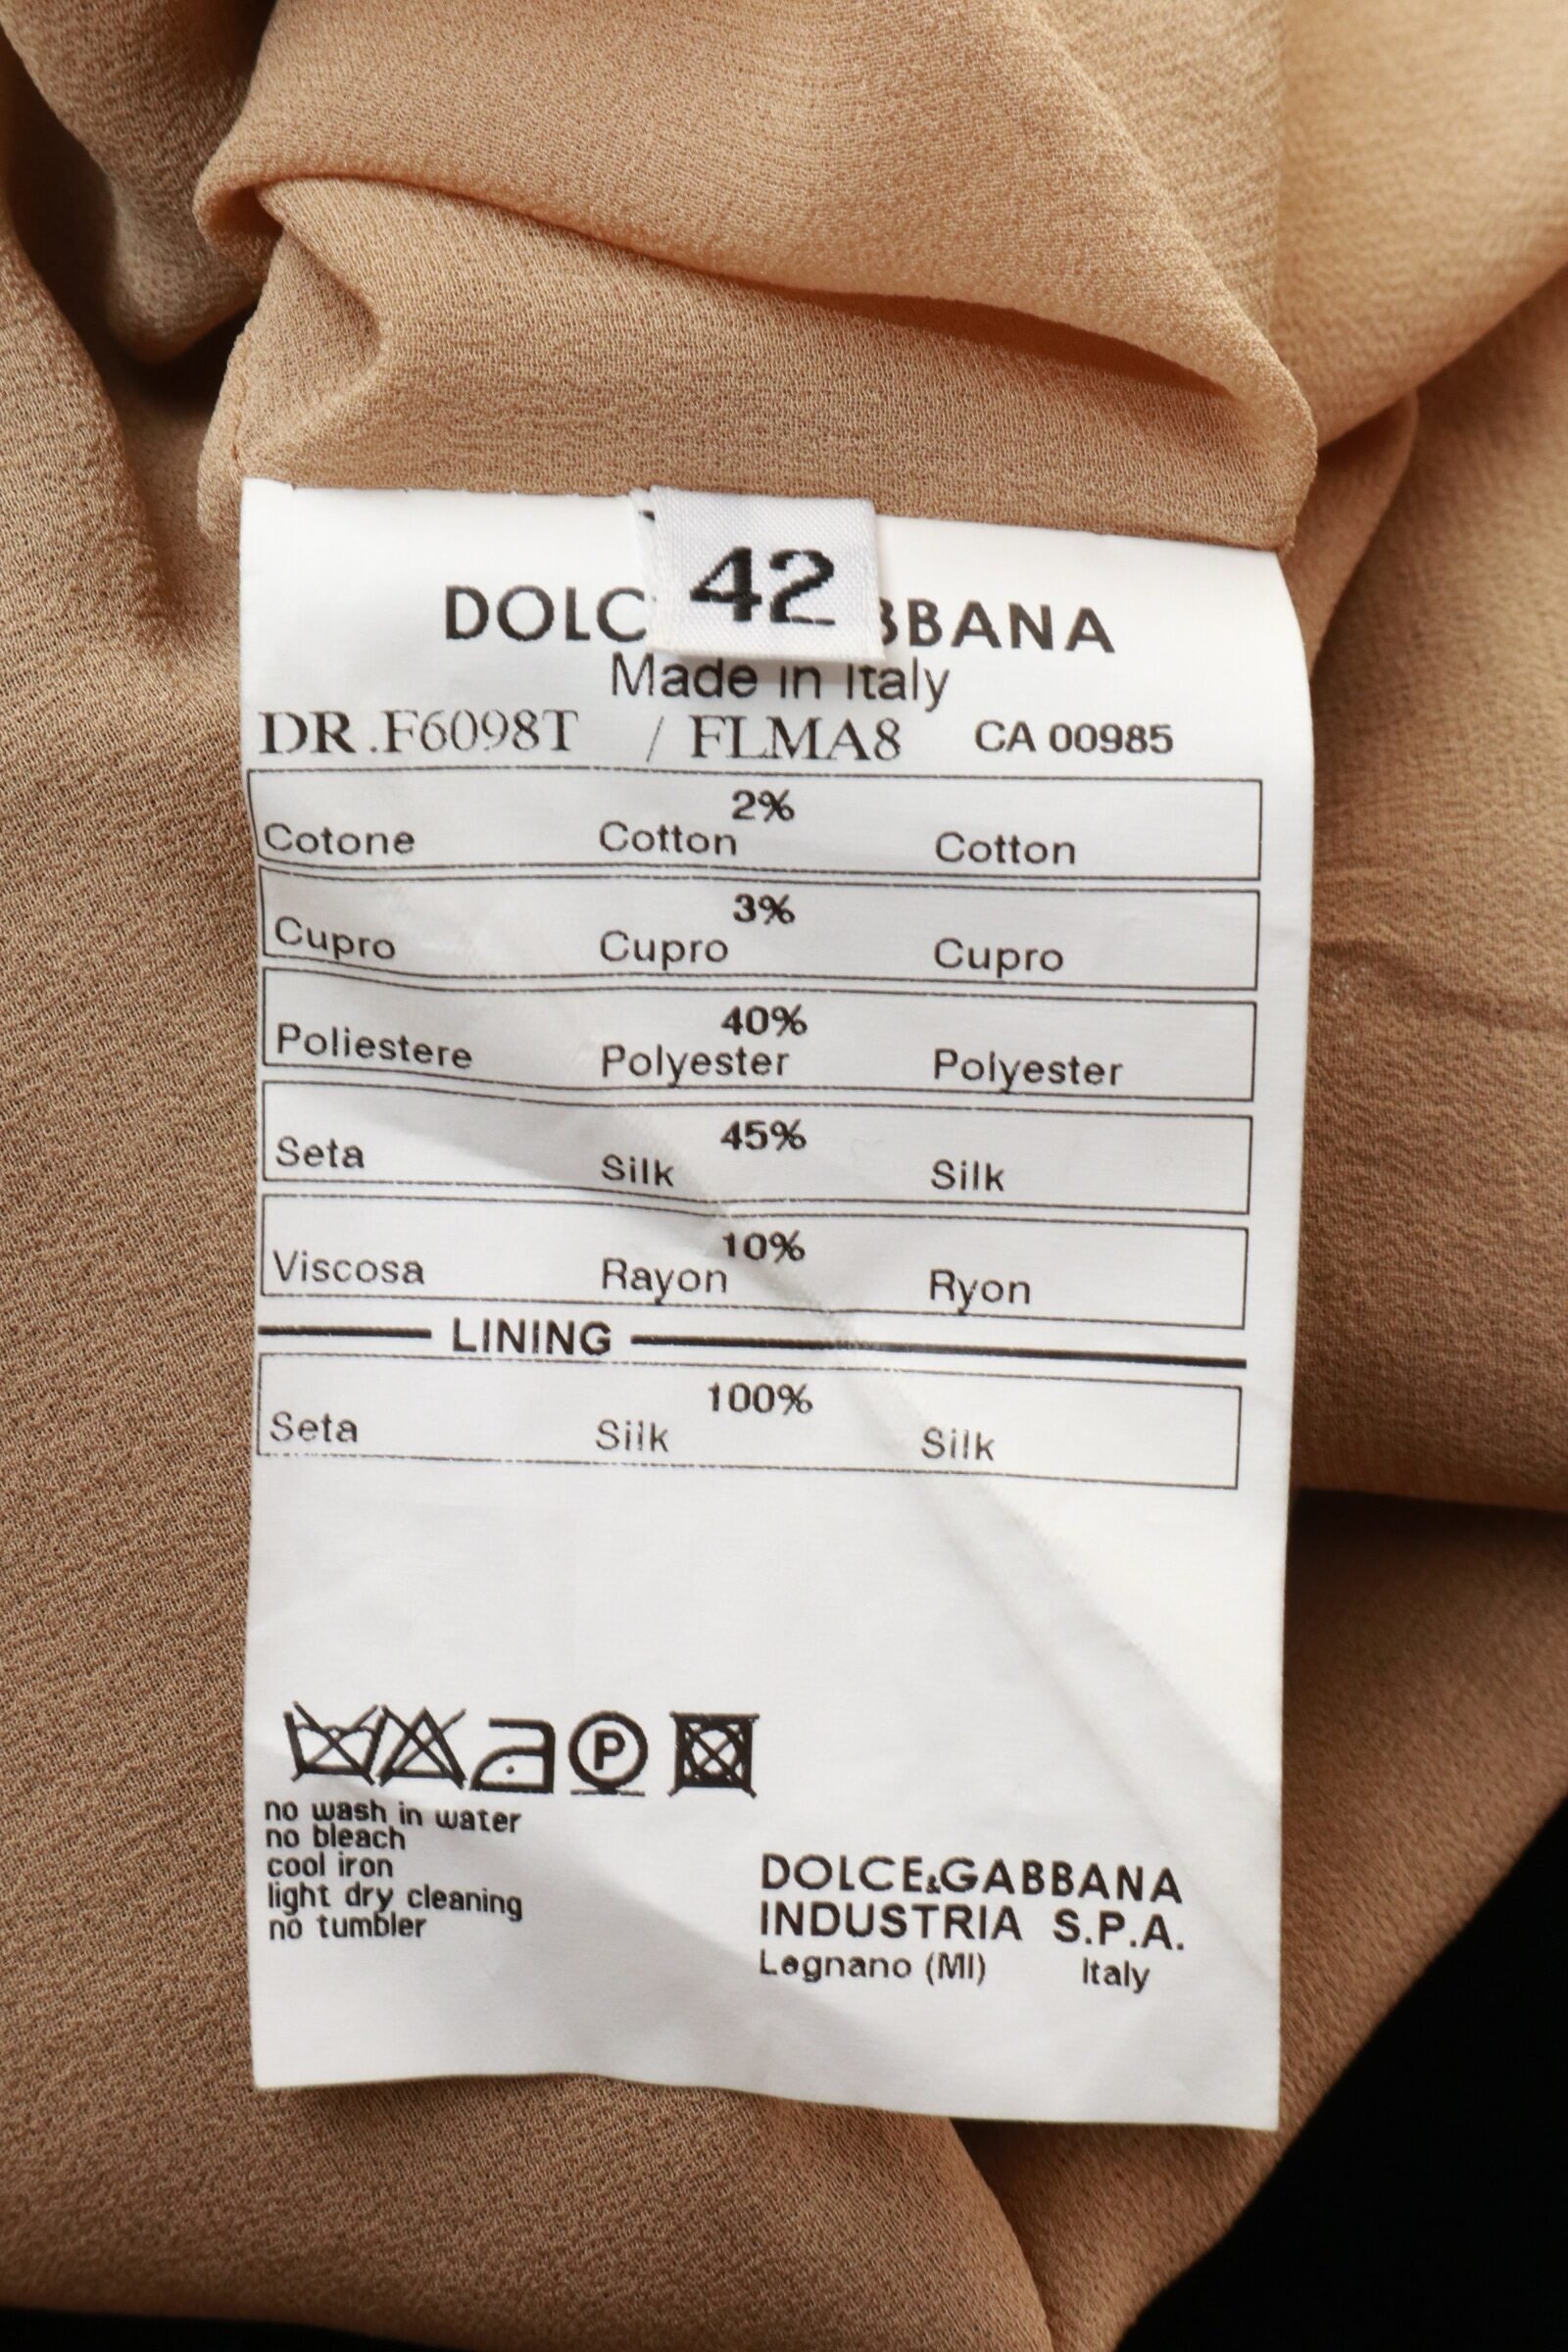 42
DOLC BBANA
Made in Italy
DR.F6098T / FLMA8 CA 00985
2%
Cotone Cotton Cotton
3%
Cupro Cupro Cupro
40%
Poliestere Polyester Polyester
45%
Seta Silk Silk
10%
Viscosa Rayon Ryon
LINING
100%
Seta Silk Silk
P
no wash in water
no bleach
cool iron
light dry cleaning
no tumbler
DOLCE&GABBANA
INDUSTRIA S.P.A.
Legnano (MI) Italy